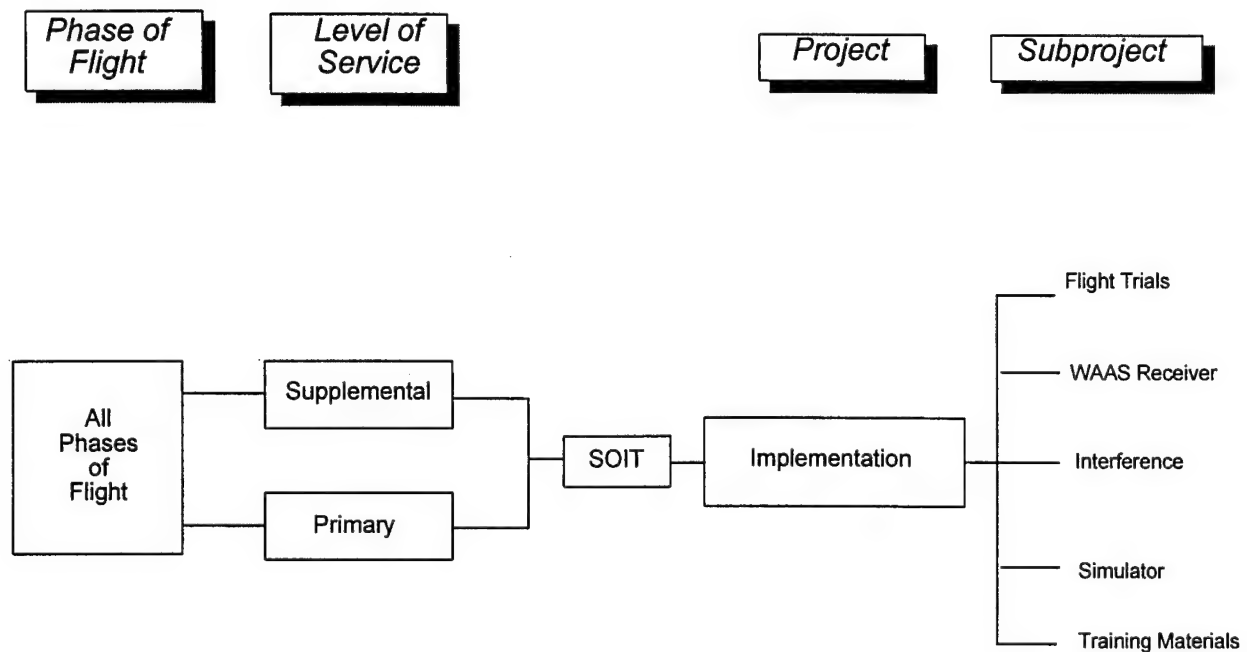 Phase of
Flight
Level of
Service
Project
Subproject
All
Phases
of
Flight
Supplemental
Primary
SOIT
Implementation
Flight Trials
WAAS Receiver
Interference
Simulator
Training Materials